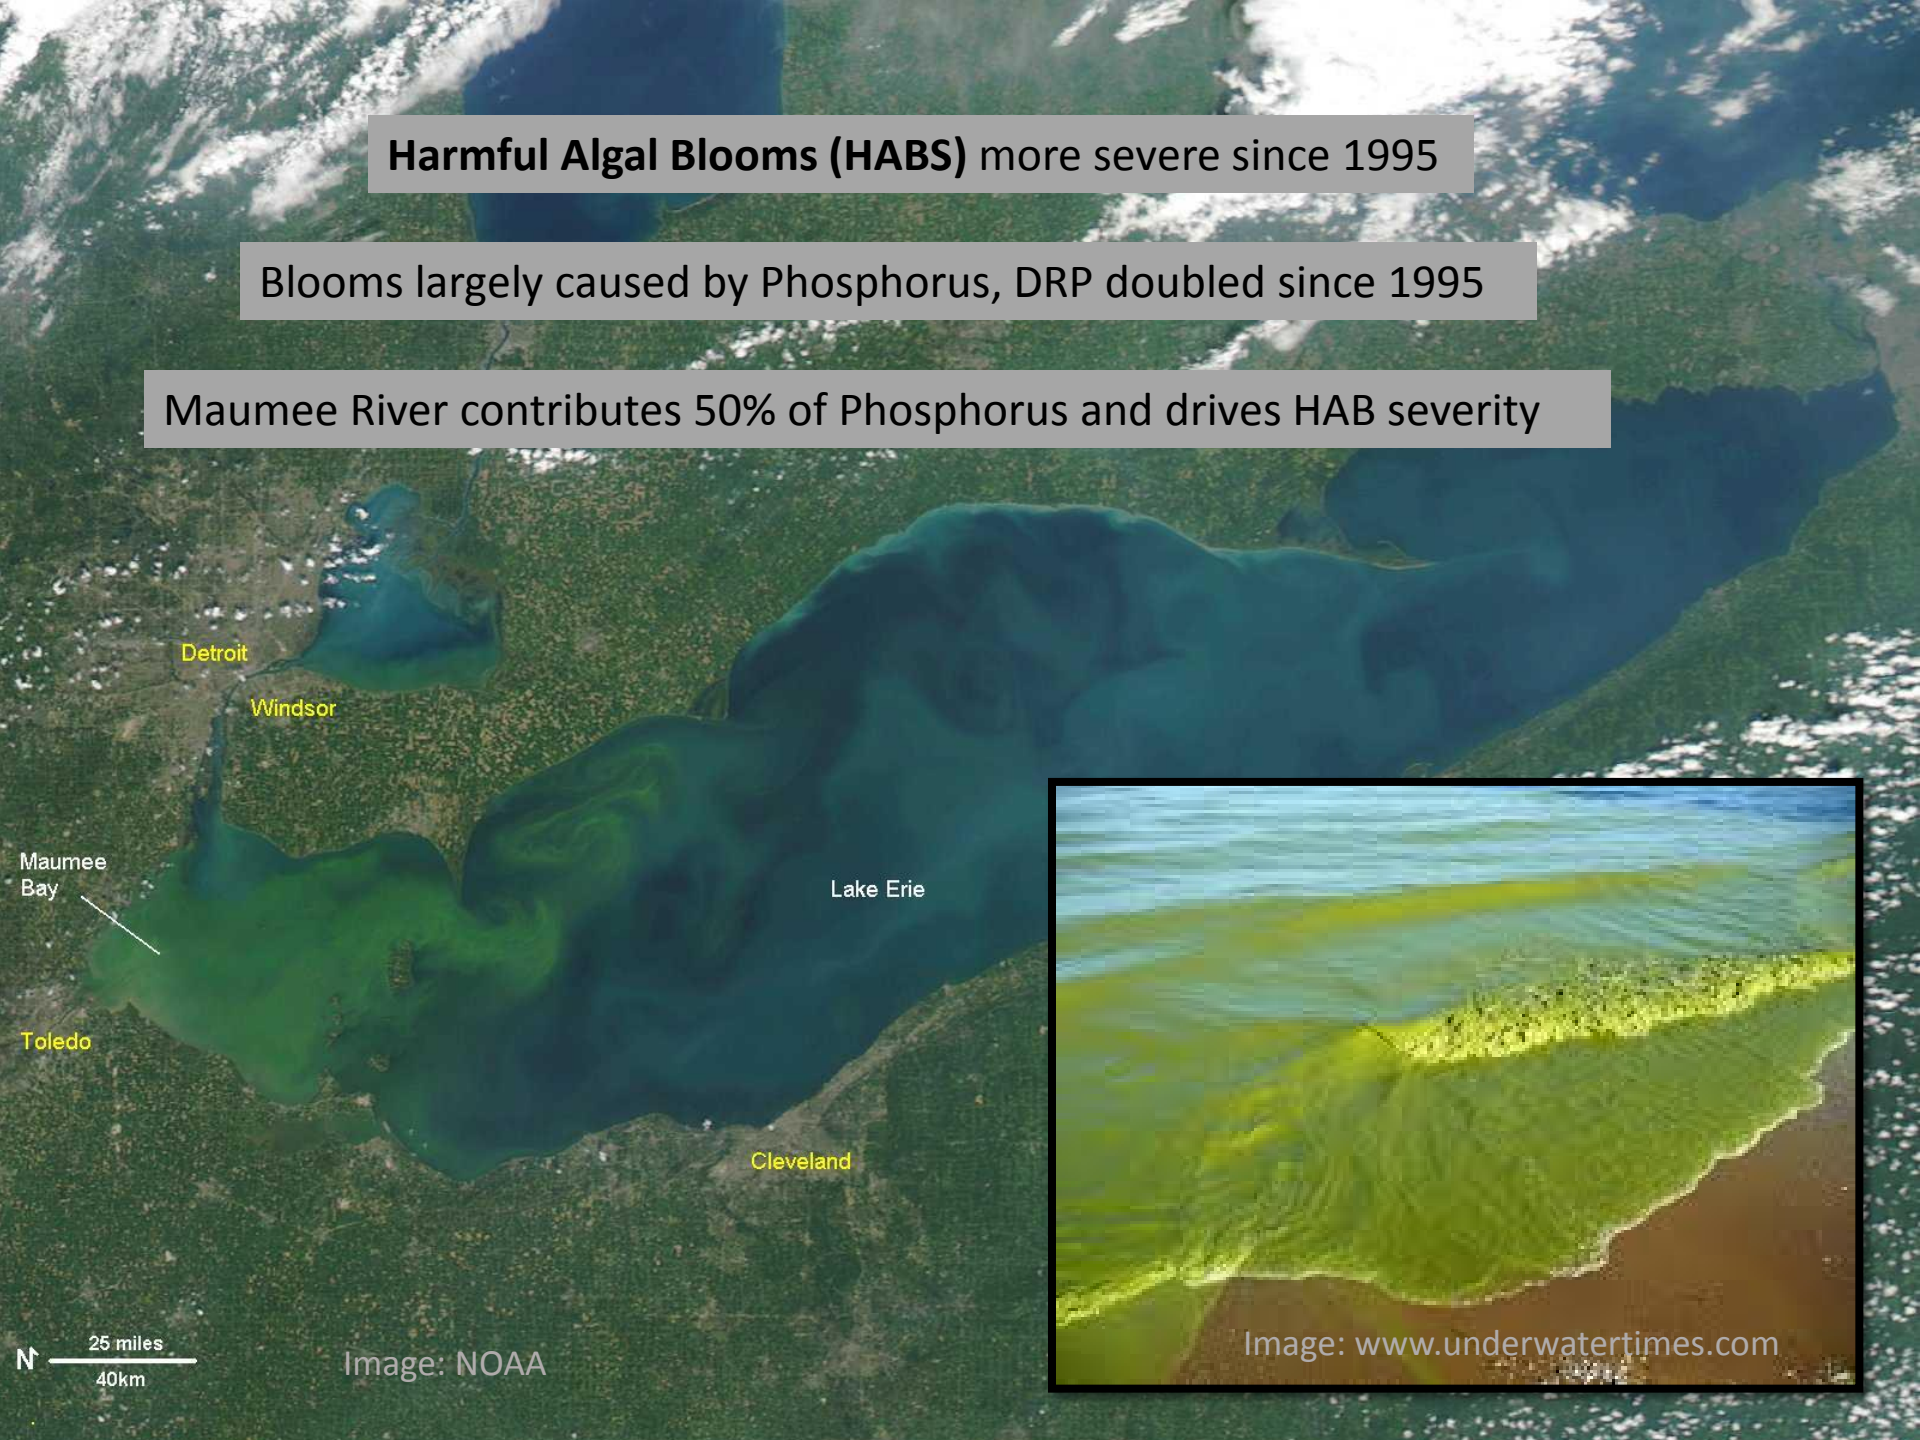 Harmful Algal Blooms (HABS) more severe since 1995
Blooms largely caused by Phosphorus, DRP doubled since 1995
Maumee River contributes 50% of Phosphorus and drives HAB severity
Detroit
Windsor
Maumee
Bay
Lake Erie
Toledo
Cleveland
N
25 miles
40km
Image: NOAA
Image: www.underwatertimes.com